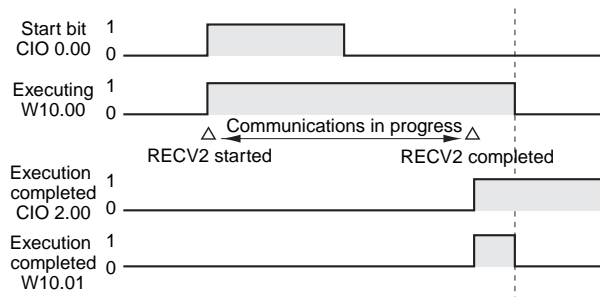 Start bit
CIO 0.00
1
0
Executing
W10.00
1
0
Communications in progress
RECV2 started
RECV2 completed
Execution
completed
CIO 2.00
1
0
Execution
completed
W10.01
1
0